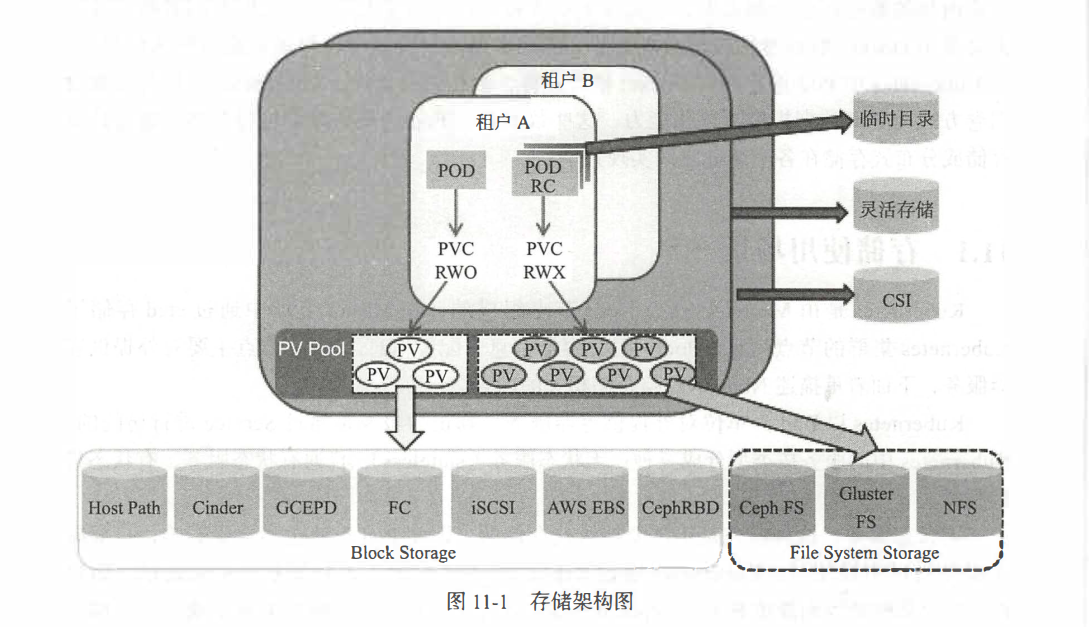 租户 B
租户 A
POD
POD
RC
PVC
RWO
PVC
RWX
临时目录
灵活存储
CSI
PV Pool
PV
PV
PV
PV
PV
PV
PV
PV
PV
PV
Host Path
Cinder
GCEPD
FC
iSCSI
AWS EBS
CephRBD
Block Storage
Ceph FS
Gluster
FS
NFS
File System Storage
图 11-1 存储架构图